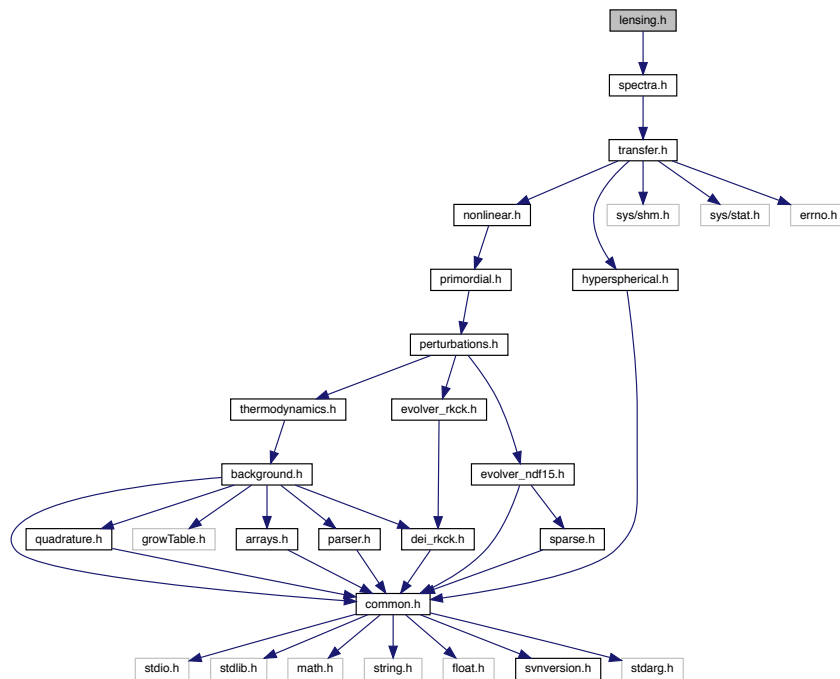 lensing.h
spectra.h
transfer.h
nonlinear.h
sys/shm.h
sys/stat.h
errno.h
primordial.h
hyperspherical.h
perturbations.h
thermodynamics.h
evolver_rkck.h
background.h
evolver_ndf15.h
quadrature.h
growTable.h
arrays.h
parser.h
dei_rkck.h
sparse.h
common.h
stdio.h
stdlib.h
math.h
string.h
float.h
svnversion.h
stdarg.h